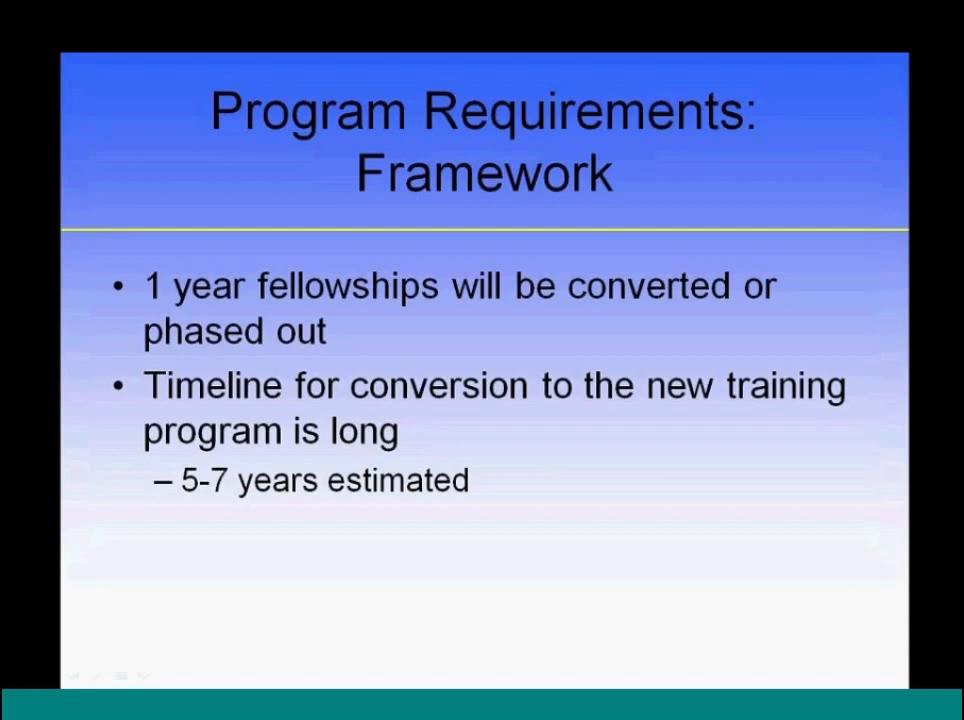 Program Requirements:
Framework
• 1 year fellowships will be converted or
phased out
• Timeline for conversion to the new training
program is long
– 5-7 years estimated